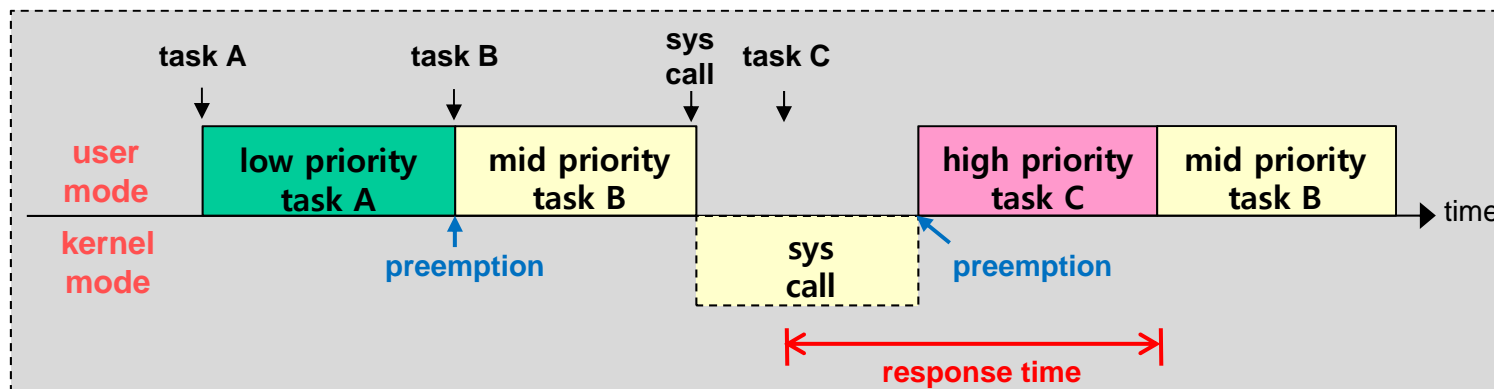 task A
task B
sys
call
task C
user
mode
low priority
task A
mid priority
task B
high priority
task C
mid priority
task B
time
kernel
mode
preemption
sys
call
preemption
response time